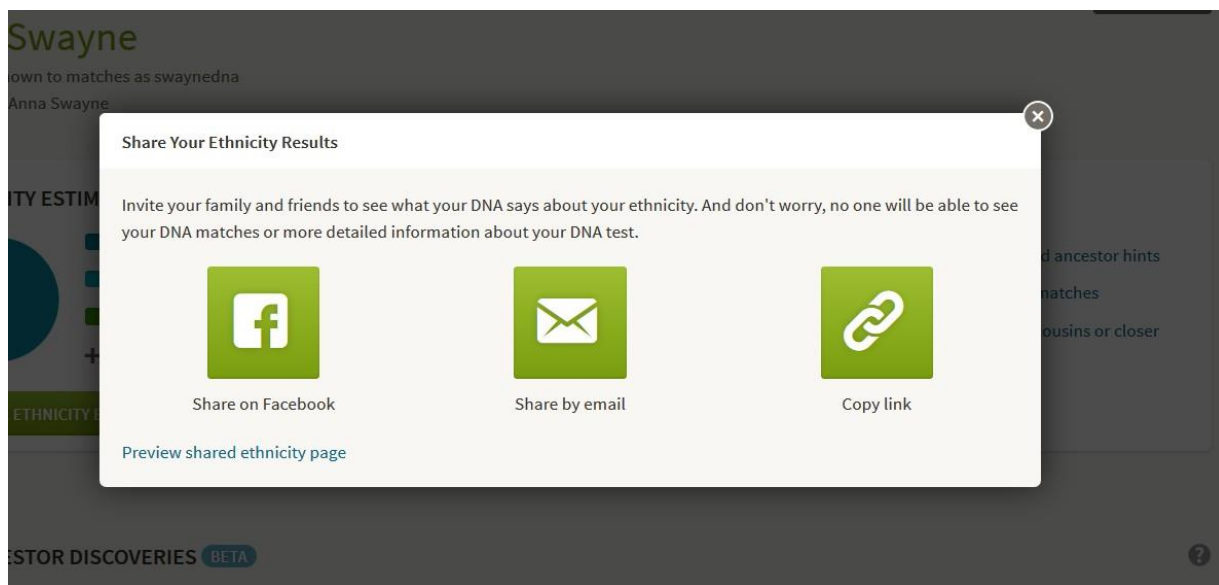 Swayne
own to matches as swaynedna
Anna Swayne
Share Your Ethnicity Results
ITY ESTIM
Invite your family and friends to see what your DNA says about your ethnicity. And don't worry, no one will be able to see
your DNA matches or more detailed information about your DNA test.
d ancestor hints
matches
ousins or closer
+
f
Share on Facebook
Share by email
Copy link
ETHNICITY E
Preview shared ethnicity page
ESTOR DISCOVERIES BETA
?